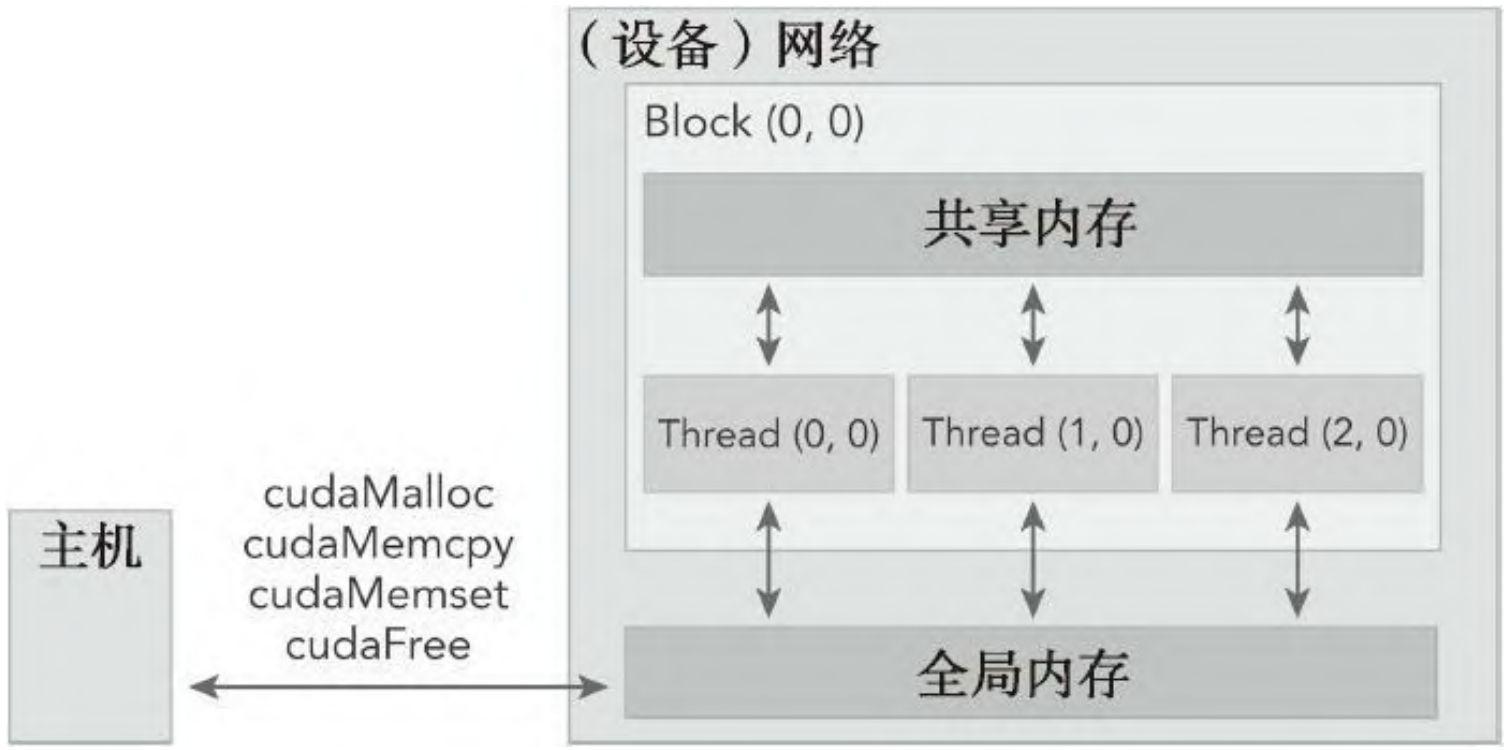 （设备）网络
Block (0, 0)
共享内存
Thread (0, 0)
Thread (1, 0)
Thread (2, 0)
cudaMalloc
cudaMemcpy
cudaMemset
cudaFree
主机
全局内存